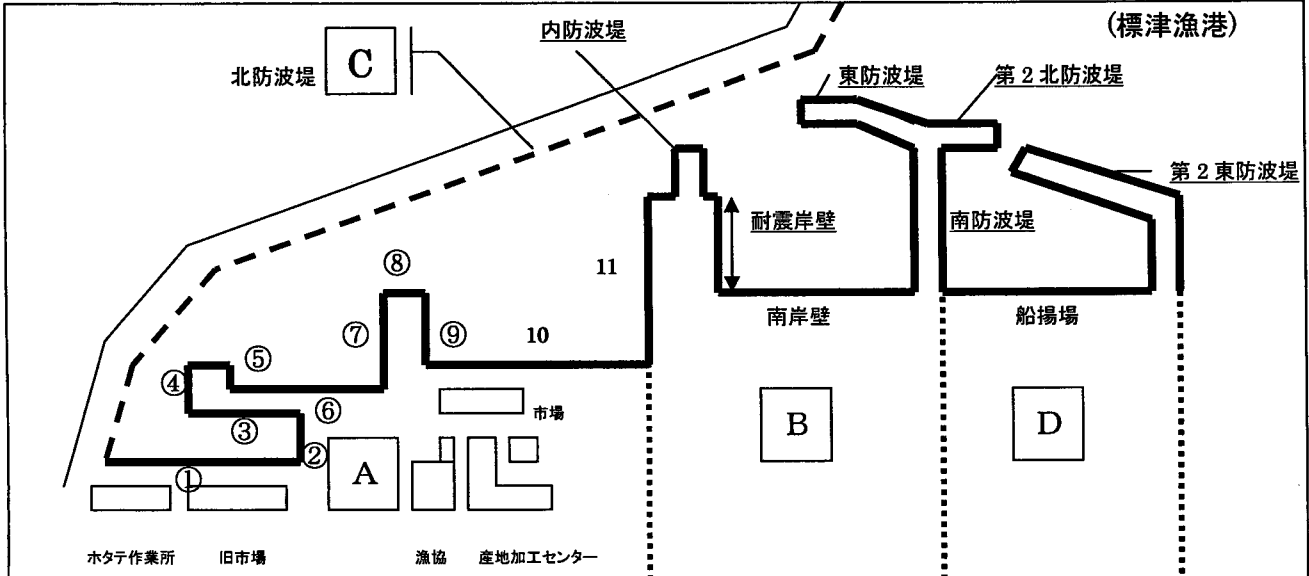 (標津漁港)
内防波堤
北防波堤
C
東防波堤
第2北防波堤
第2東防波堤
耐震岸壁
南防波堤
⑧
11
南岸壁
船揚場
⑦
⑨
10
⑤
④
⑥
市場
③
B
D
②
A
①
ホタテ作業所 旧市場 漁協 産地加工センター